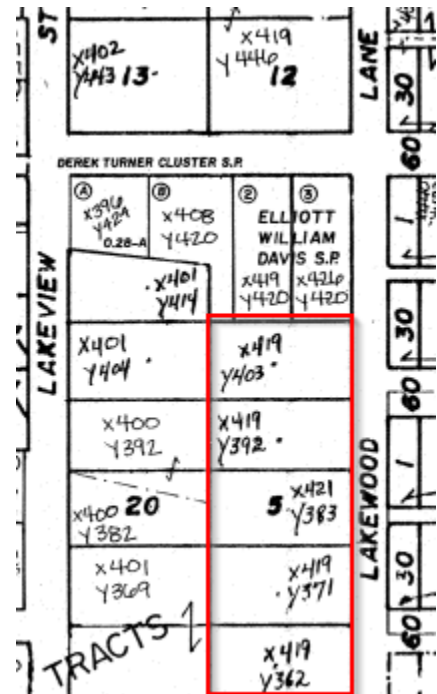 ST
LANE
x402
y443 13
x419
y446
12
30
60
DEREK TURNER CLUSTER S.P.
A
x396
y424
0.28-A
B
x408
y420
2
3
ELLIOTT
WILLIAM
DAVIS S.P.
x419
y420
x426
y420
1
LAKEVIEW
x401
y414
30
60
x401
y404
x419
y403
x400
y392
x419
y392
LAKEWOOD
1
x400 20
y382
5 x421
y383
x401
y369
x419
y371
30
60
TRACTS
x419
y362